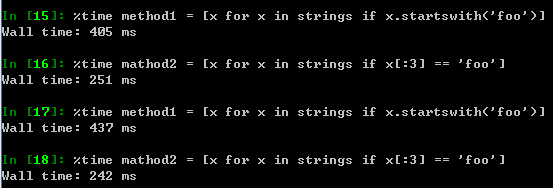 In [15]: %time method1 = [x for x in strings if x.startswith('foo')]
Wall time: 405 ms
In [16]: %time mathod2 = [x for x in strings if x[:3] == 'foo']
Wall time: 251 ms
In [17]: %time mathod1 = [x for x in strings if x.startswith('foo')]
Wall time: 437 ms
In [18]: %time mathod2 = [x for x in strings if x[:3] == 'foo']
Wall time: 242 ms